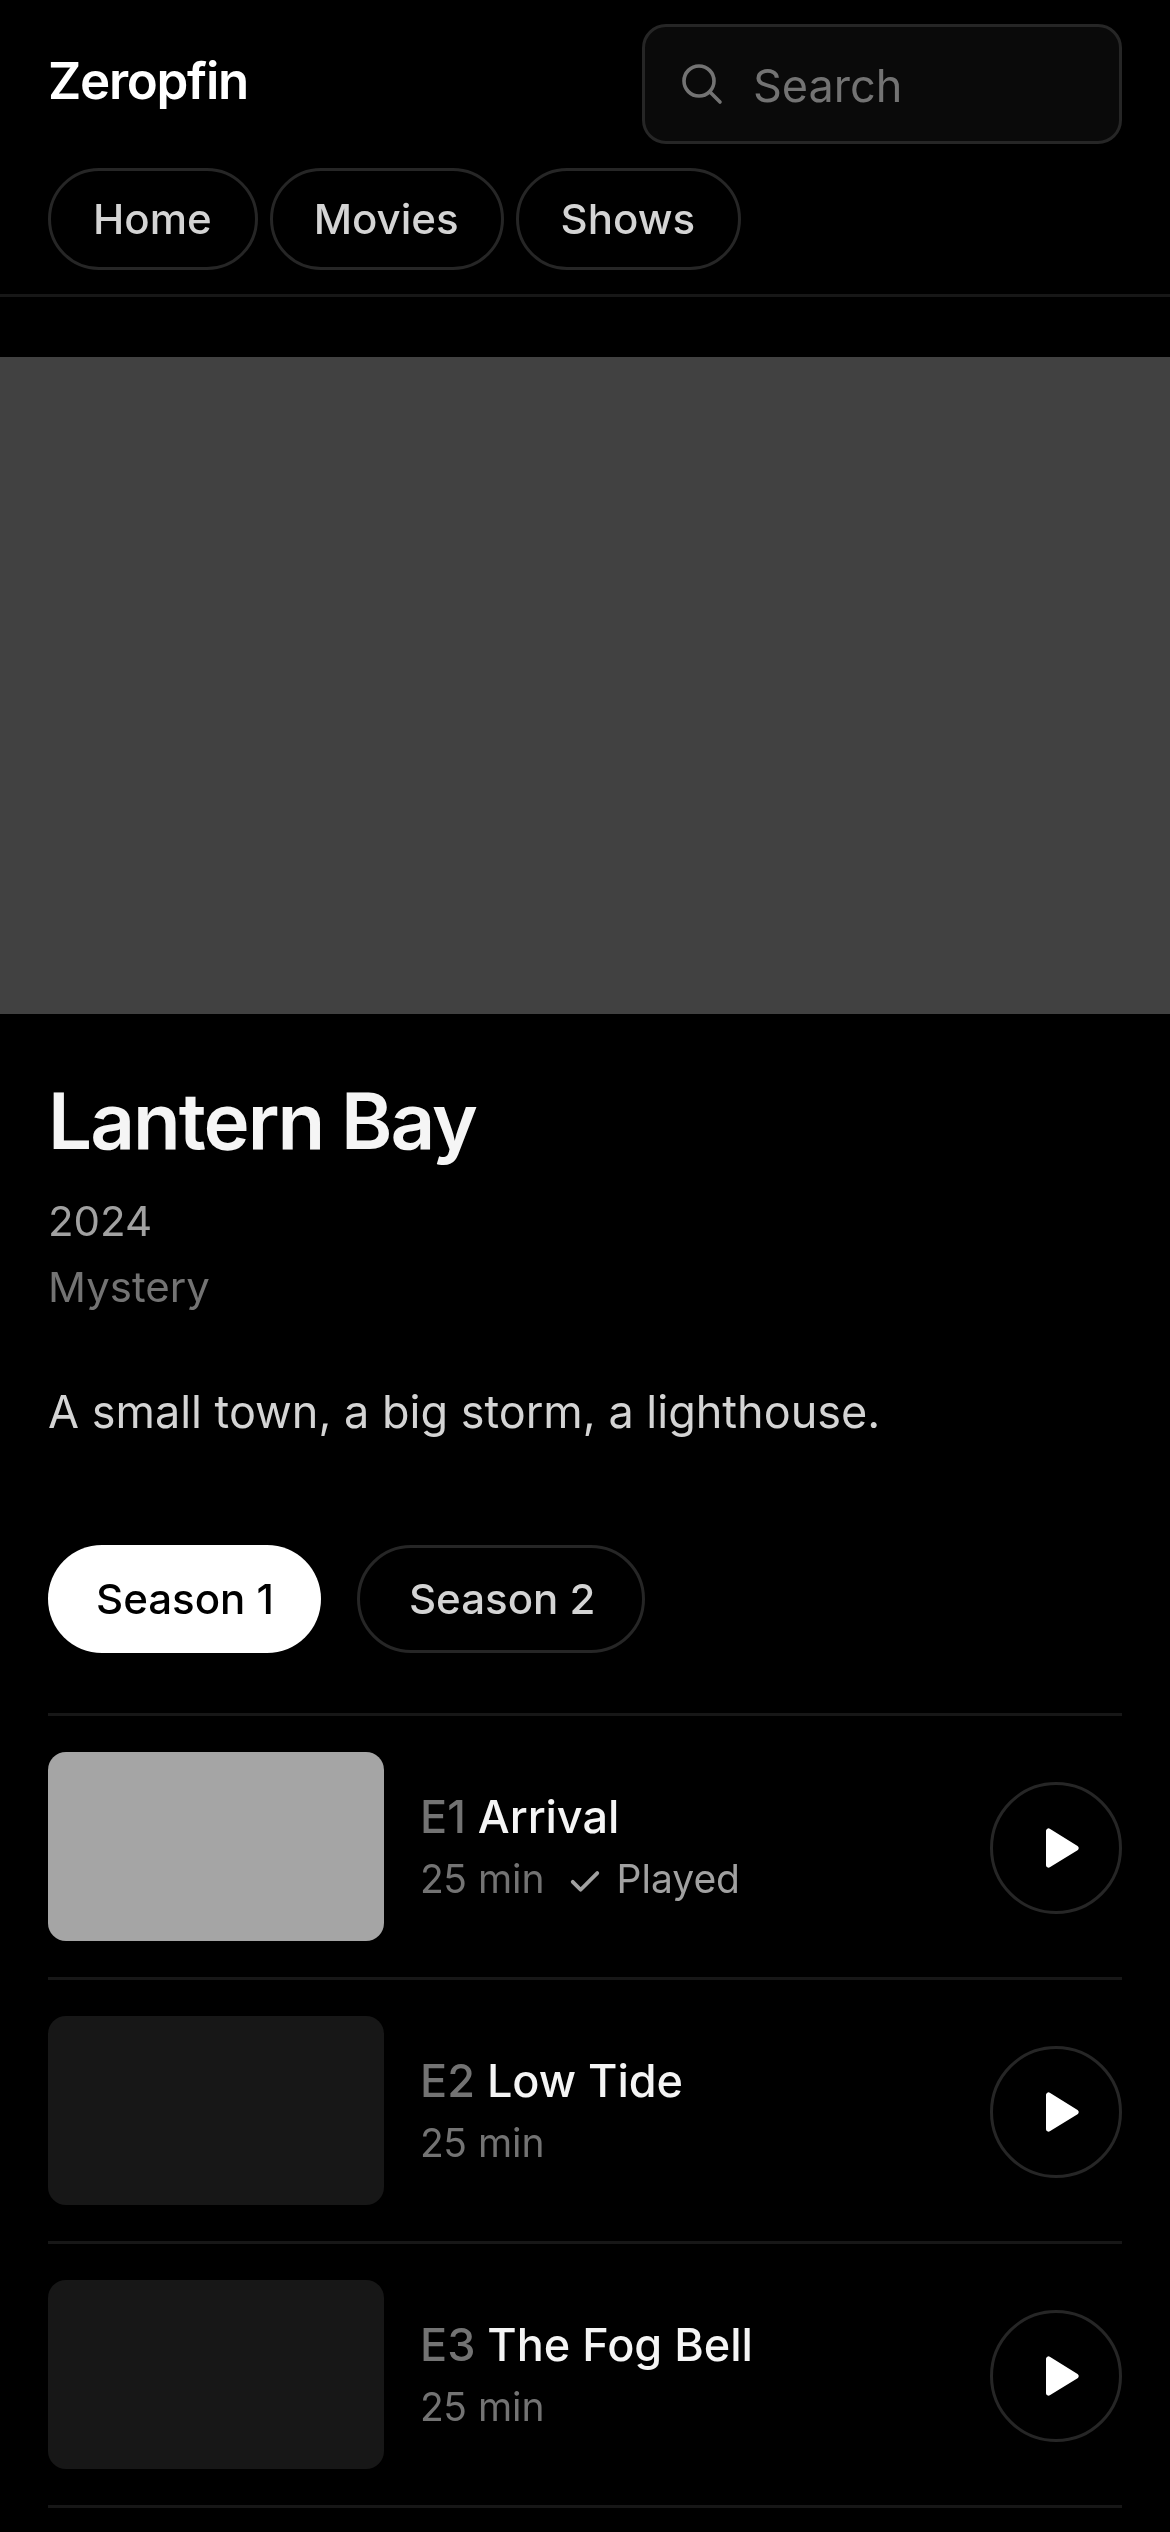 Zeropfin
Search
Home
Movies
Shows
Lantern Bay
2024
Mystery
A small town, a big storm, a lighthouse.
Season 1
Season 2
E1 Arrival
25 min Played
E2 Low Tide
25 min
E3 The Fog Bell
25 min